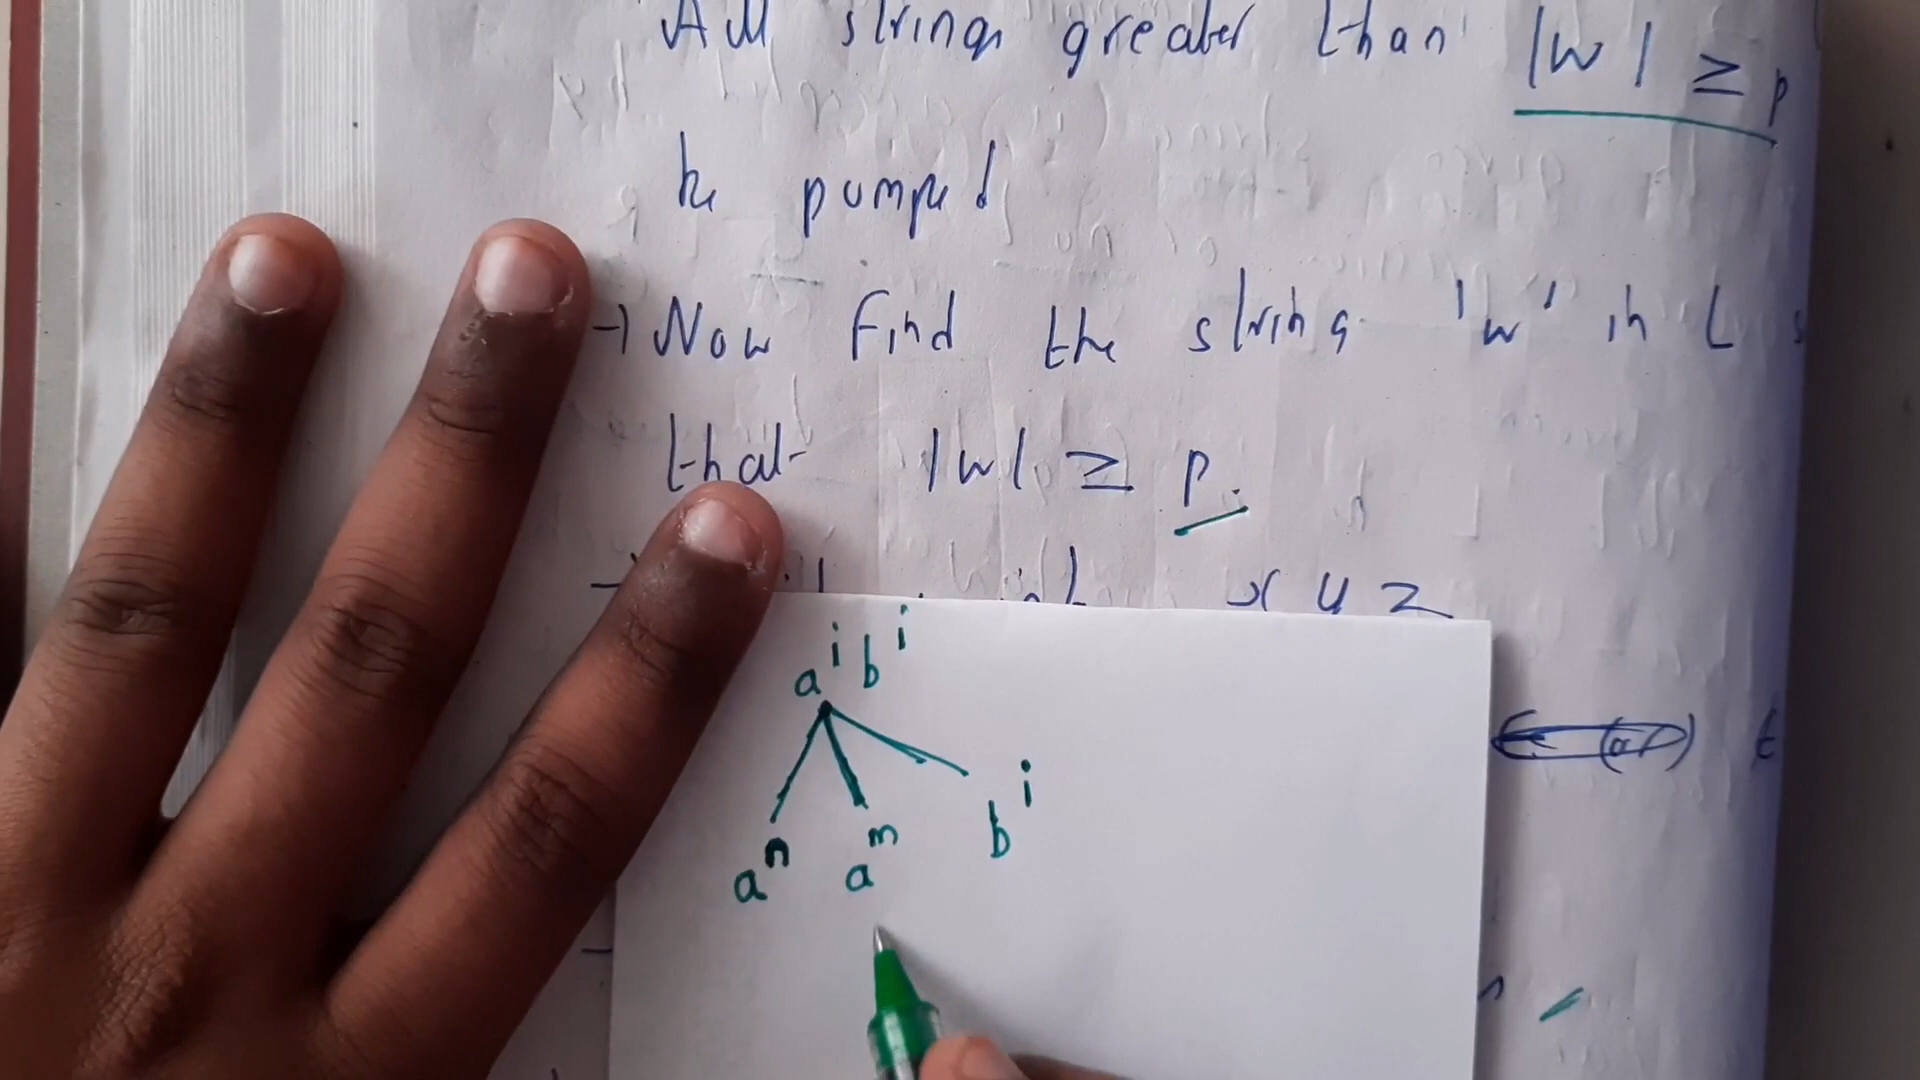 All strings greater than |w| ≥ p
be pumped
→ Now find the string 'w' in L s
that |w| ≥ p.
x y z
a^i b^i
a^n a^m b^i